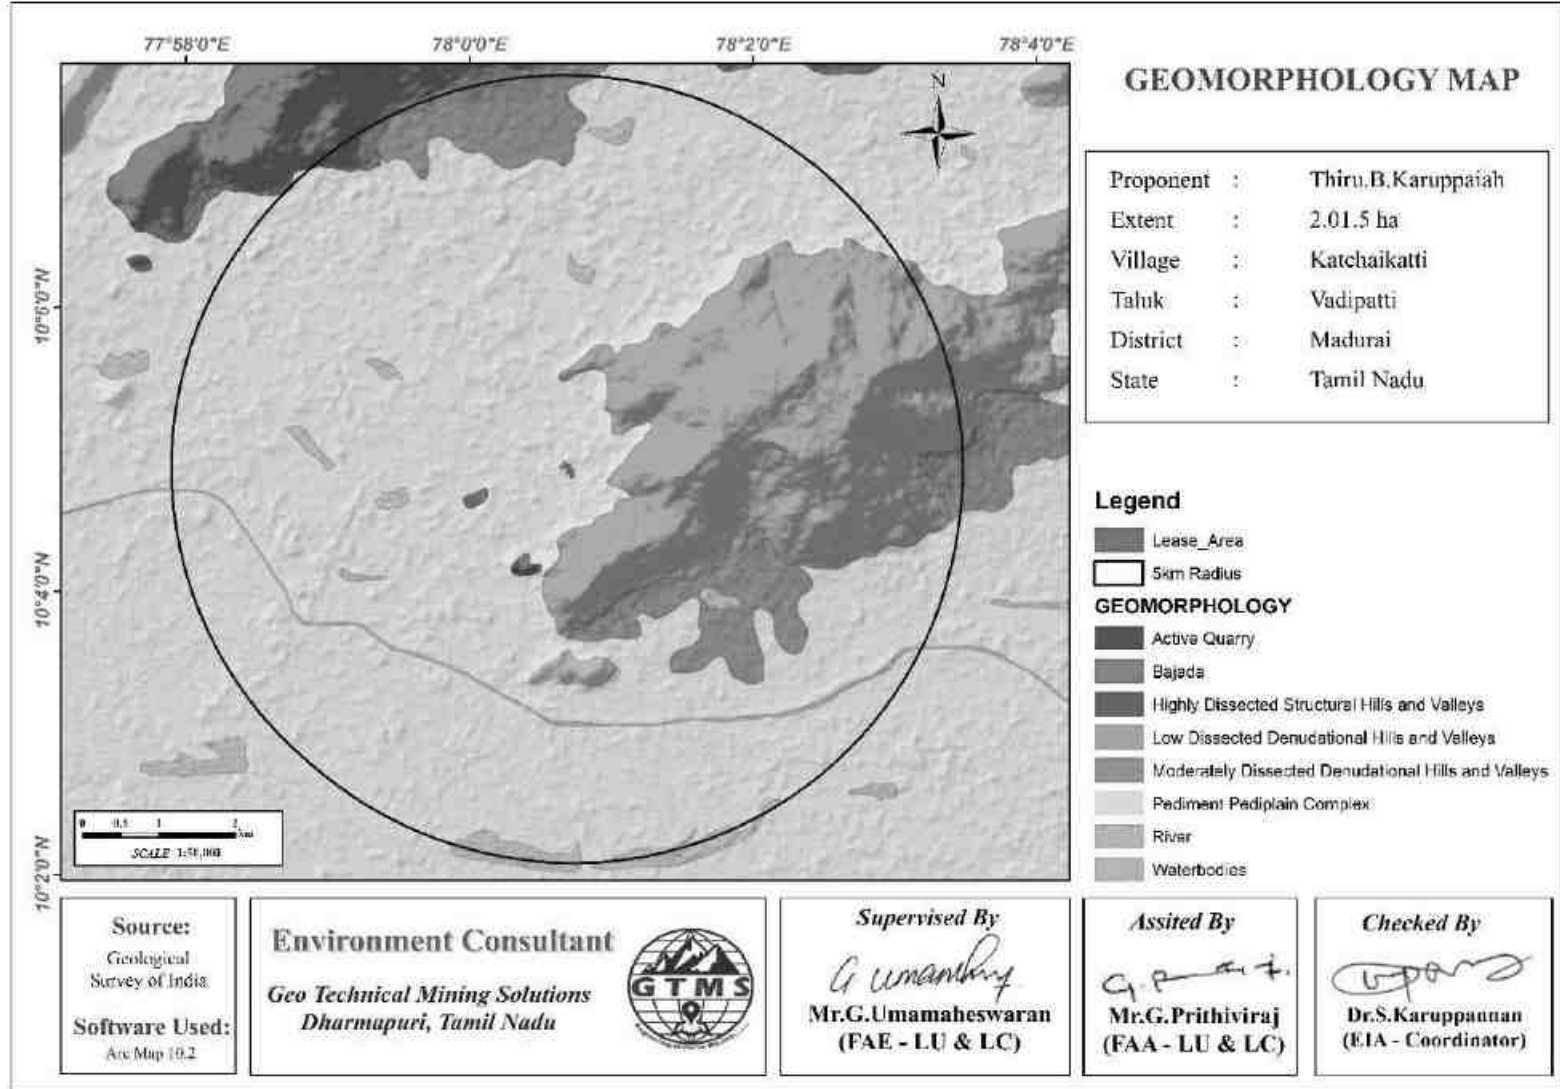 77°58'0"E
78°0'0"E
78°2'0"E
78°4'0"E
GEOMORPHOLOGY MAP
N
Proponent : Thiru.B.Karuppaiah
Extent : 2.01.5 ha
Village : Katchaikatti
Taluk : Vadipatti
District : Madurai
State : Tamil Nadu
10°6'0"N
10°4'0"N
10°2'0"N
Legend
Lease_Area
5km Radius
GEOMORPHOLOGY
Active Quarry
Bajada
Highly Dissected Structural Hills and Valleys
Low Dissected Denudational Hills and Valleys
Moderately Dissected Denudational Hills and Valleys
Pediment Pediplain Complex
River
Waterbodies
0 0.5 1 2
km
SCALE 1:50,000
Source:
Geological
Survey of India
Software Used:
Arc Map 10.2
Environment Consultant
Geo Technical Mining Solutions
Dharmapuri, Tamil Nadu
GTMS
Supervised By
G Umamheswaran
Mr.G.Umamaheswaran
(FAE - LU & LC)
Assited By
Mr.G.Prithiviraj
(FAA - LU & LC)
Checked By
Dr.S.Karuppannan
(EIA - Coordinator)